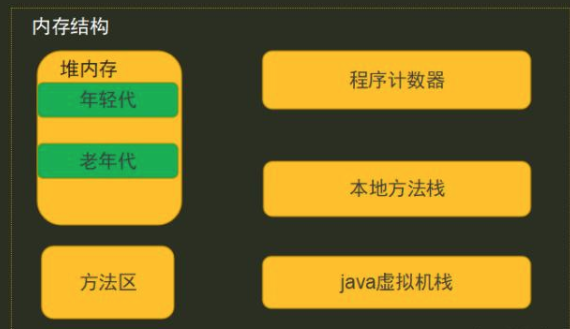 内存结构
堆内存
年轻代
老年代
方法区
程序计数器
本地方法栈
java虚拟机栈